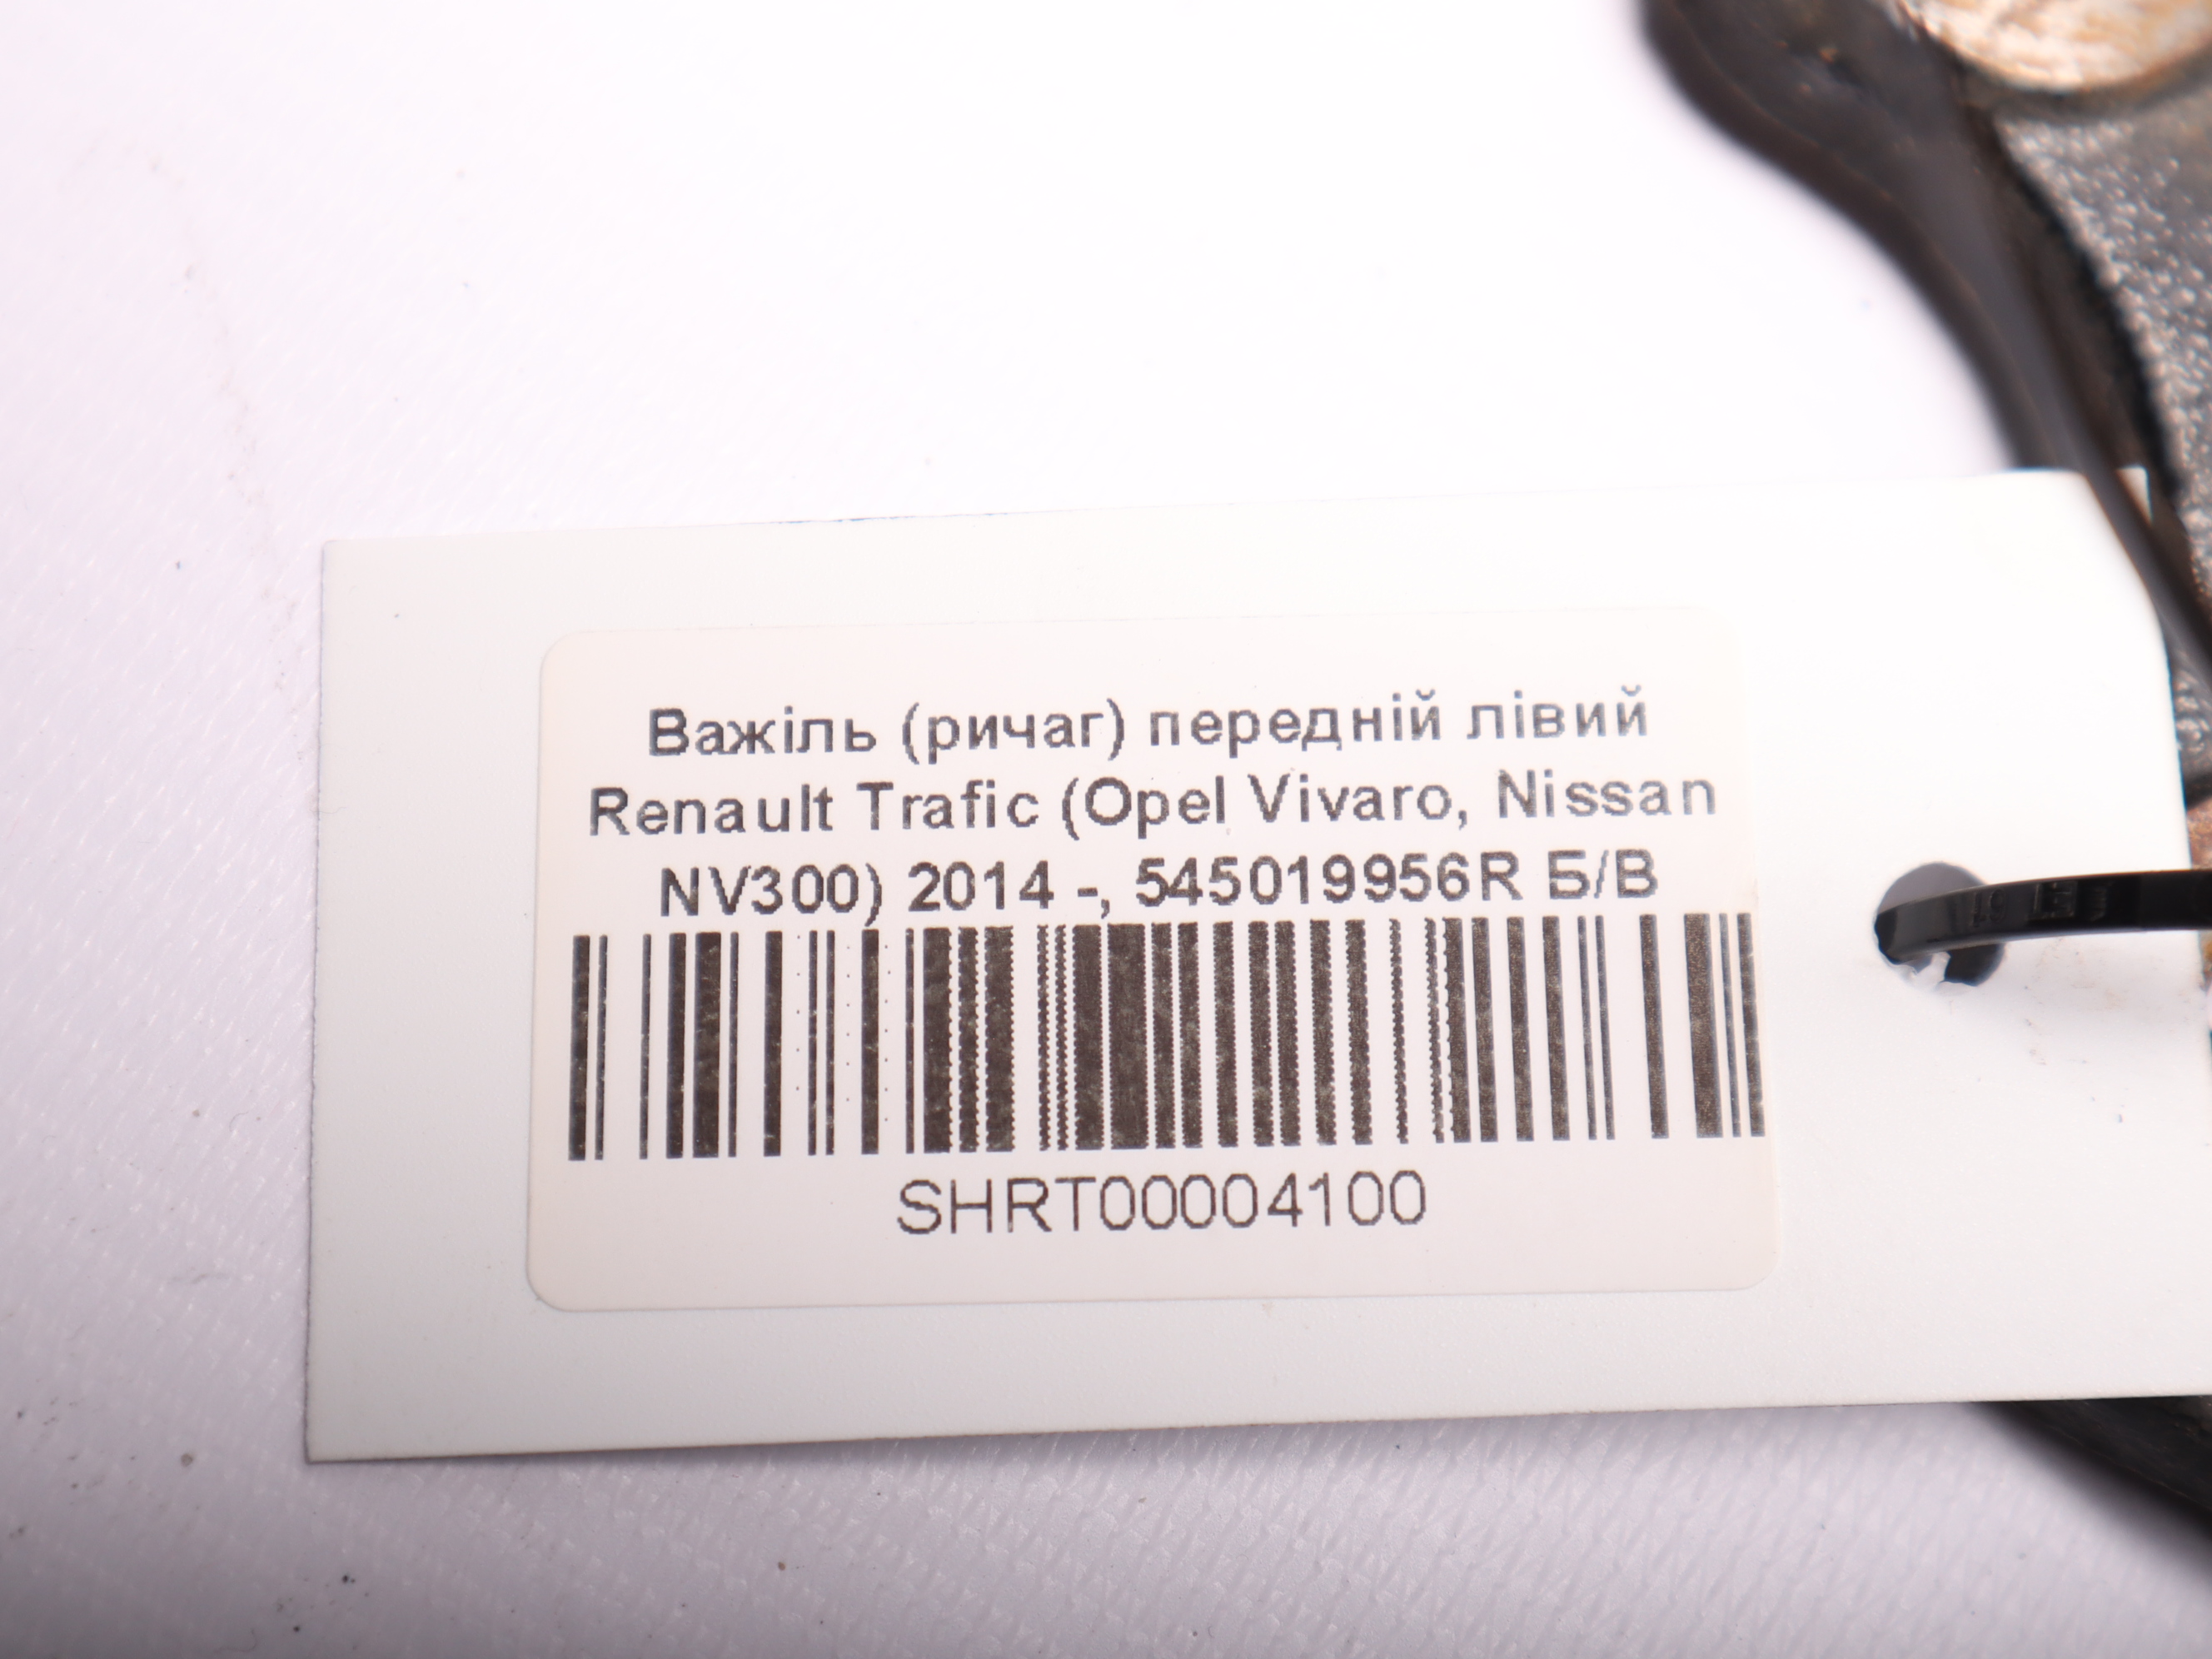 Важіль (ричаг) передній лівий
Renault Trafic (Opel Vivaro, Nissan
NV300) 2014 -, 545019956R Б/В
SHRT00004100